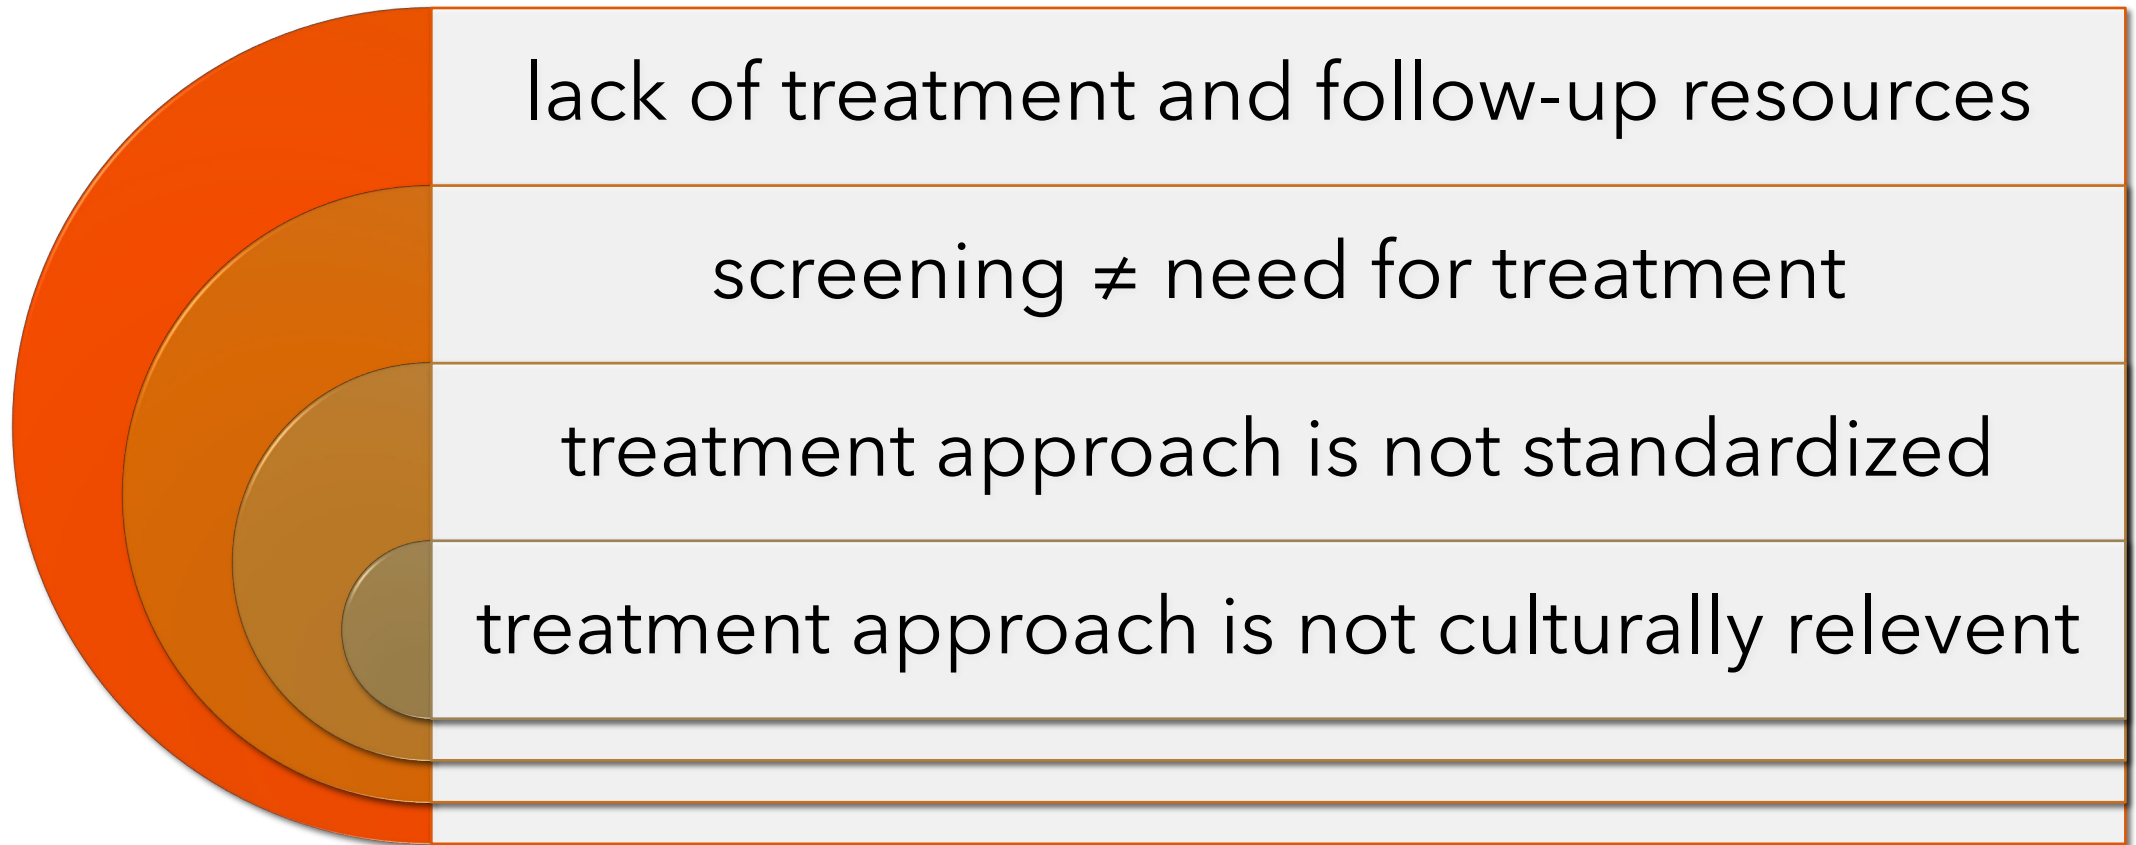 lack of treatment and follow-up resources
screening ≠ need for treatment
treatment approach is not standardized
treatment approach is not culturally relevent